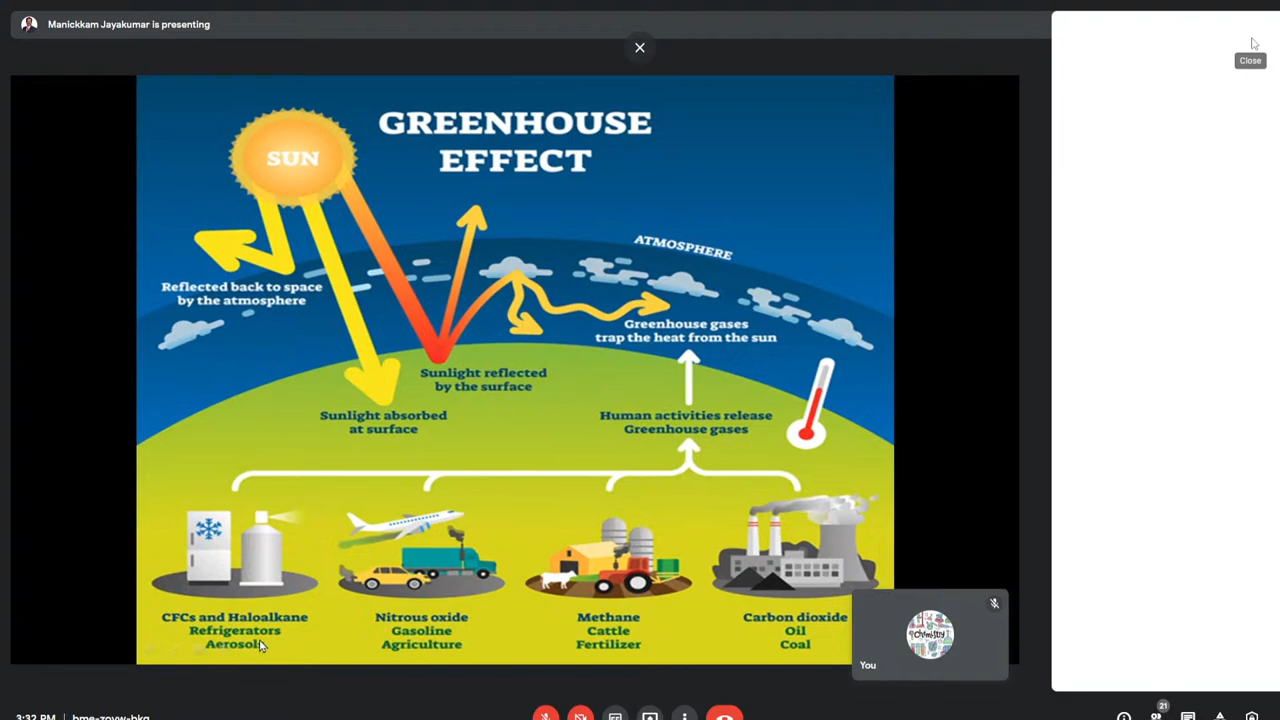 Manickkam Jayakumar is presenting
Close
GREENHOUSE
EFFECT
SUN
ATMOSPHERE
Reflected back to space
by the atmosphere
Greenhouse gases
trap the heat from the sun
Sunlight reflected
by the surface
Sunlight absorbed
at surface
Human activities release
Greenhouse gases
CFCs and Haloalkane
Refrigerators
Aerosol
Nitrous oxide
Gasoline
Agriculture
Methane
Cattle
Fertilizer
Carbon dioxide
Oil
Coal
Chemistry
You
21
3:32 PM